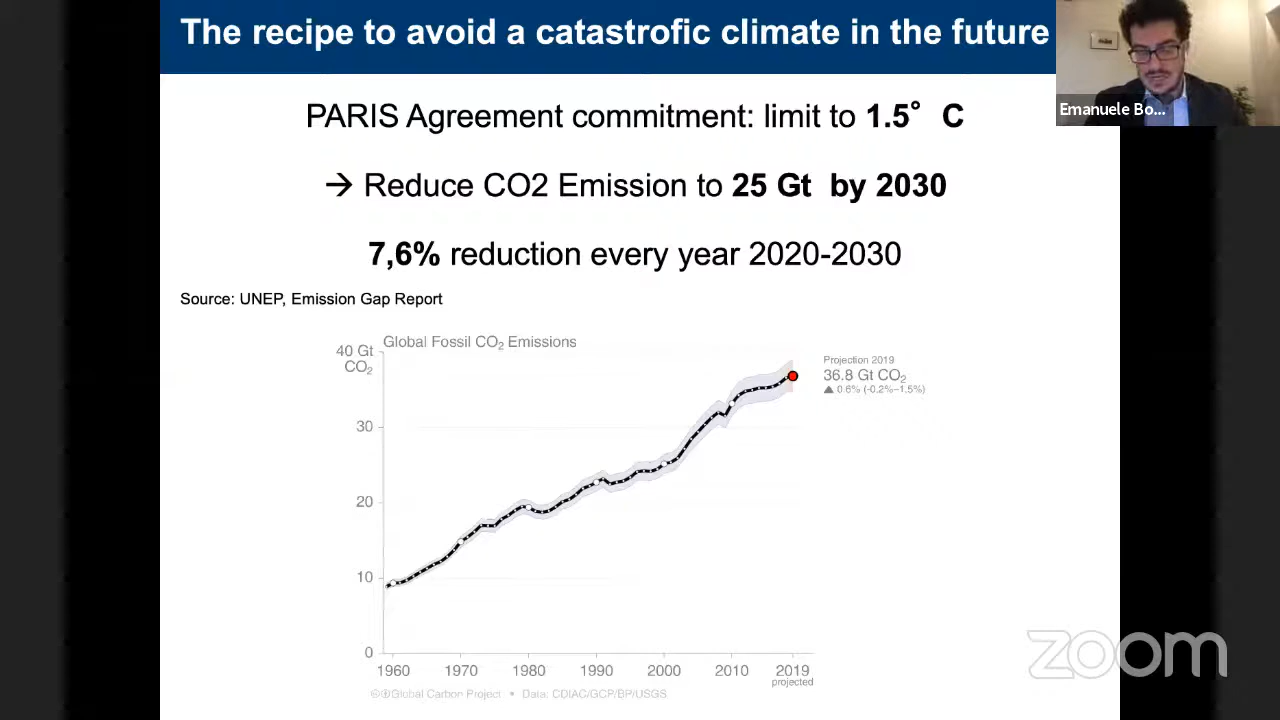 The recipe to avoid a catastrofic climate in the future
Emanuele Bo...
PARIS Agreement commitment: limit to 1.5° C
→ Reduce CO2 Emission to 25 Gt by 2030
7,6% reduction every year 2020-2030
Source: UNEP, Emission Gap Report
Global Fossil CO₂ Emissions
40 Gt
CO₂
30
20
10
0
1960 1970 1980 1990 2000 2010 2019
projected
Projection 2019
36.8 Gt CO₂
▲ 0.6% (-0.2%–1.5%)
Global Carbon Project • Data: CDIAC/GCP/BP/USGS
zoom